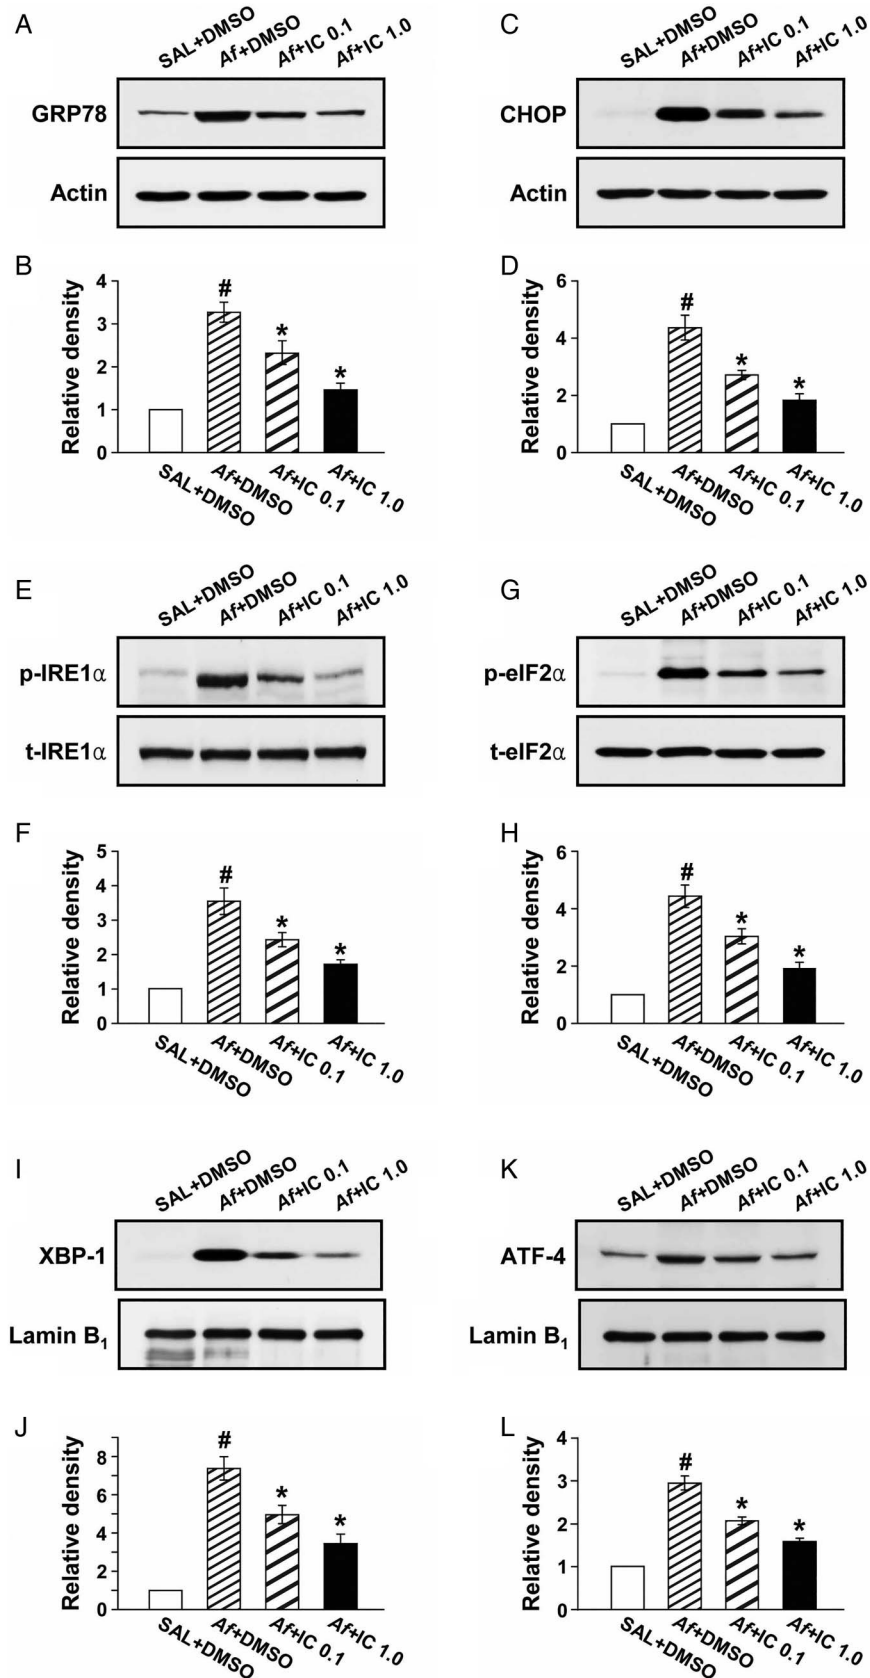 A
SAL+DMSO Af+DMSO Af+IC 0.1 Af+IC 1.0
GRP78
Actin
B
Relative density
4
3
2
1
0
#
*
*
SAL+DMSO Af+DMSO Af+IC 0.1 Af+IC 1.0
C
SAL+DMSO Af+DMSO Af+IC 0.1 Af+IC 1.0
CHOP
Actin
D
Relative density
6
4
2
0
#
*
*
SAL+DMSO Af+DMSO Af+IC 0.1 Af+IC 1.0
E
SAL+DMSO Af+DMSO Af+IC 0.1 Af+IC 1.0
p-IRE1α
t-IRE1α
F
Relative density
5
4
3
2
1
0
#
*
*
SAL+DMSO Af+DMSO Af+IC 0.1 Af+IC 1.0
G
SAL+DMSO Af+DMSO Af+IC 0.1 Af+IC 1.0
p-eIF2α
t-eIF2α
H
Relative density
6
4
2
0
#
*
*
SAL+DMSO Af+DMSO Af+IC 0.1 Af+IC 1.0
I
SAL+DMSO Af+DMSO Af+IC 0.1 Af+IC 1.0
XBP-1
Lamin B₁
J
Relative density
8
6
4
2
0
#
*
*
SAL+DMSO Af+DMSO Af+IC 0.1 Af+IC 1.0
K
SAL+DMSO Af+DMSO Af+IC 0.1 Af+IC 1.0
ATF-4
Lamin B₁
L
Relative density
4
3
2
1
0
#
*
*
SAL+DMSO Af+DMSO Af+IC 0.1 Af+IC 1.0